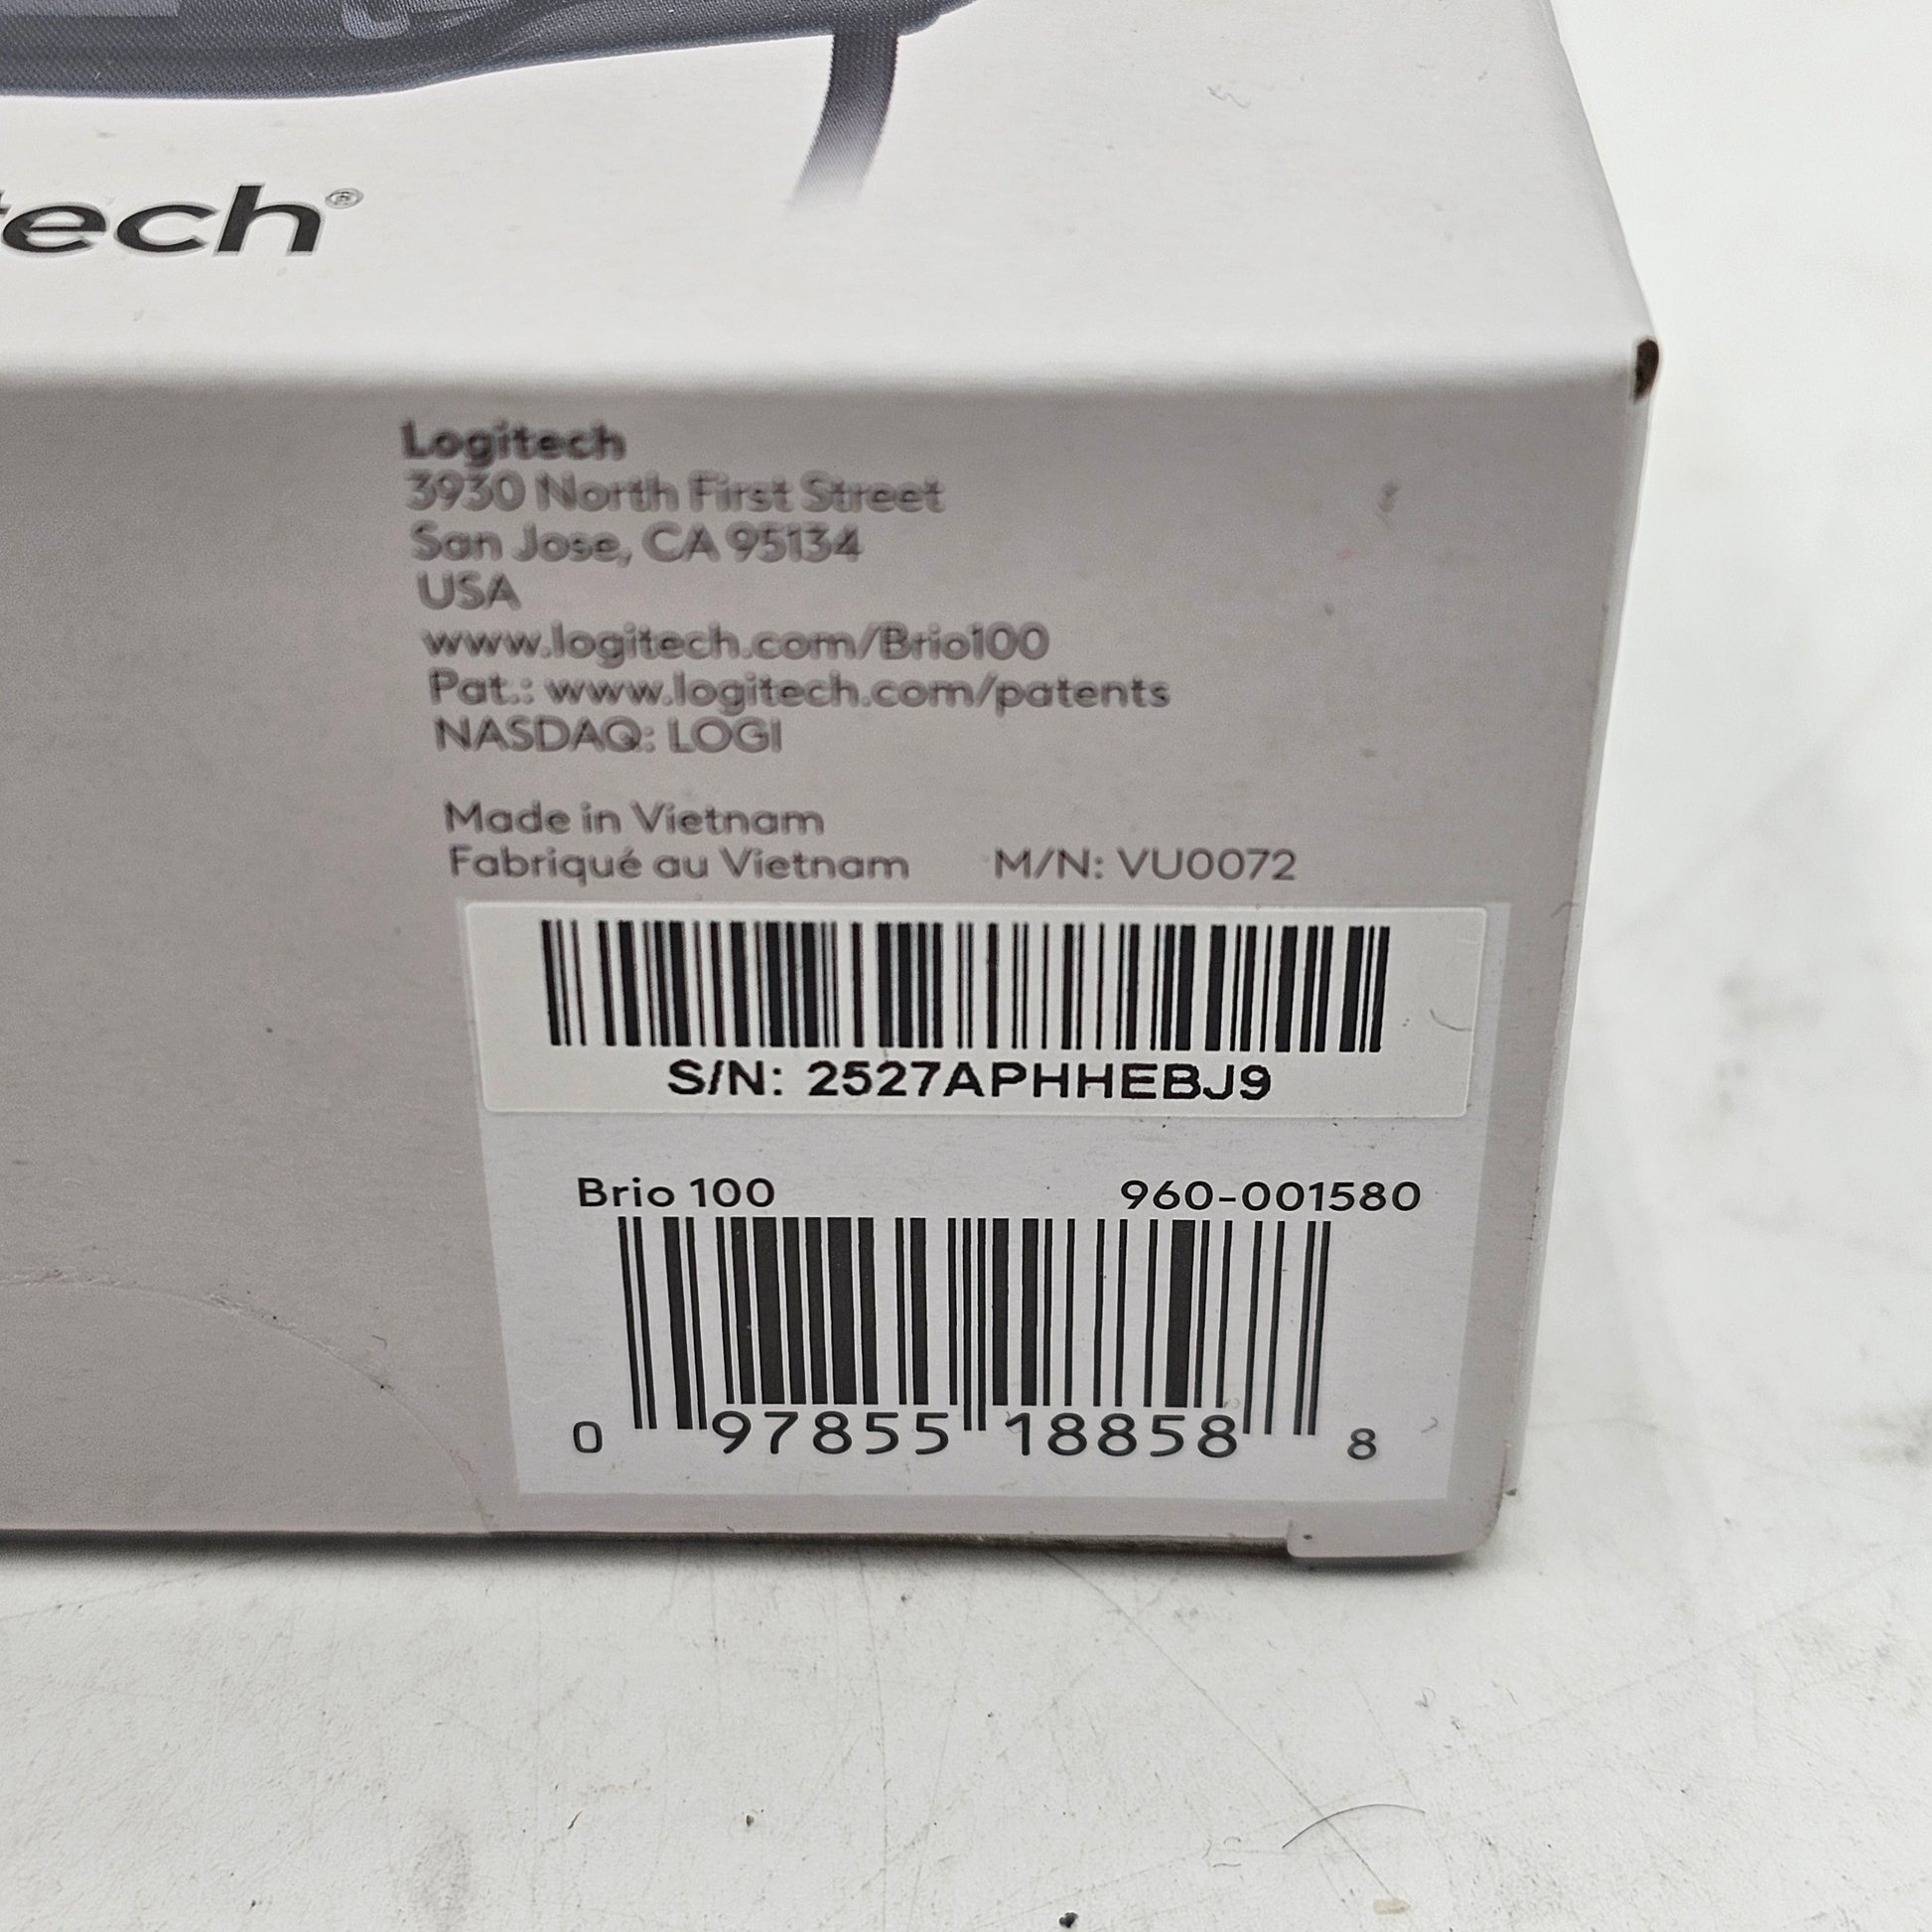 tech®
Logitech
3930 North First Street
San Jose, CA 95134
USA
www.logitech.com/Brio100
Pat.: www.logitech.com/patents
NASDAQ: LOGI
Made in Vietnam
Fabriqué au Vietnam M/N: VU0072
S/N: 2527APHHEBJ9
Brio 100 960-001580
0 97855 18858 8